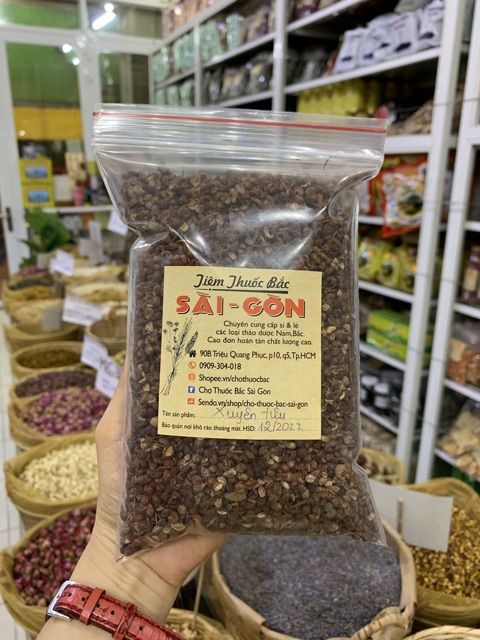 Tiệm Thuốc Bắc
SÀI-GÒN
Chuyên cung cấp sỉ & lẻ
các loại thảo dược Nam,Bắc.
Cao đơn hoàn tán chất lượng cao.
90B Triệu Quang Phục, p10, q5, Tp.HCM
0909-304-018
Shopee.vn/chothuocbac
Chợ Thuốc Bắc Sài Gòn
Sendo.vn/shop/cho-thuoc-bac-sai-gon
Tên sản phẩm: Xuyên tiêu
Bảo quản nơi khô ráo thoáng mát. HSD: 12/2022